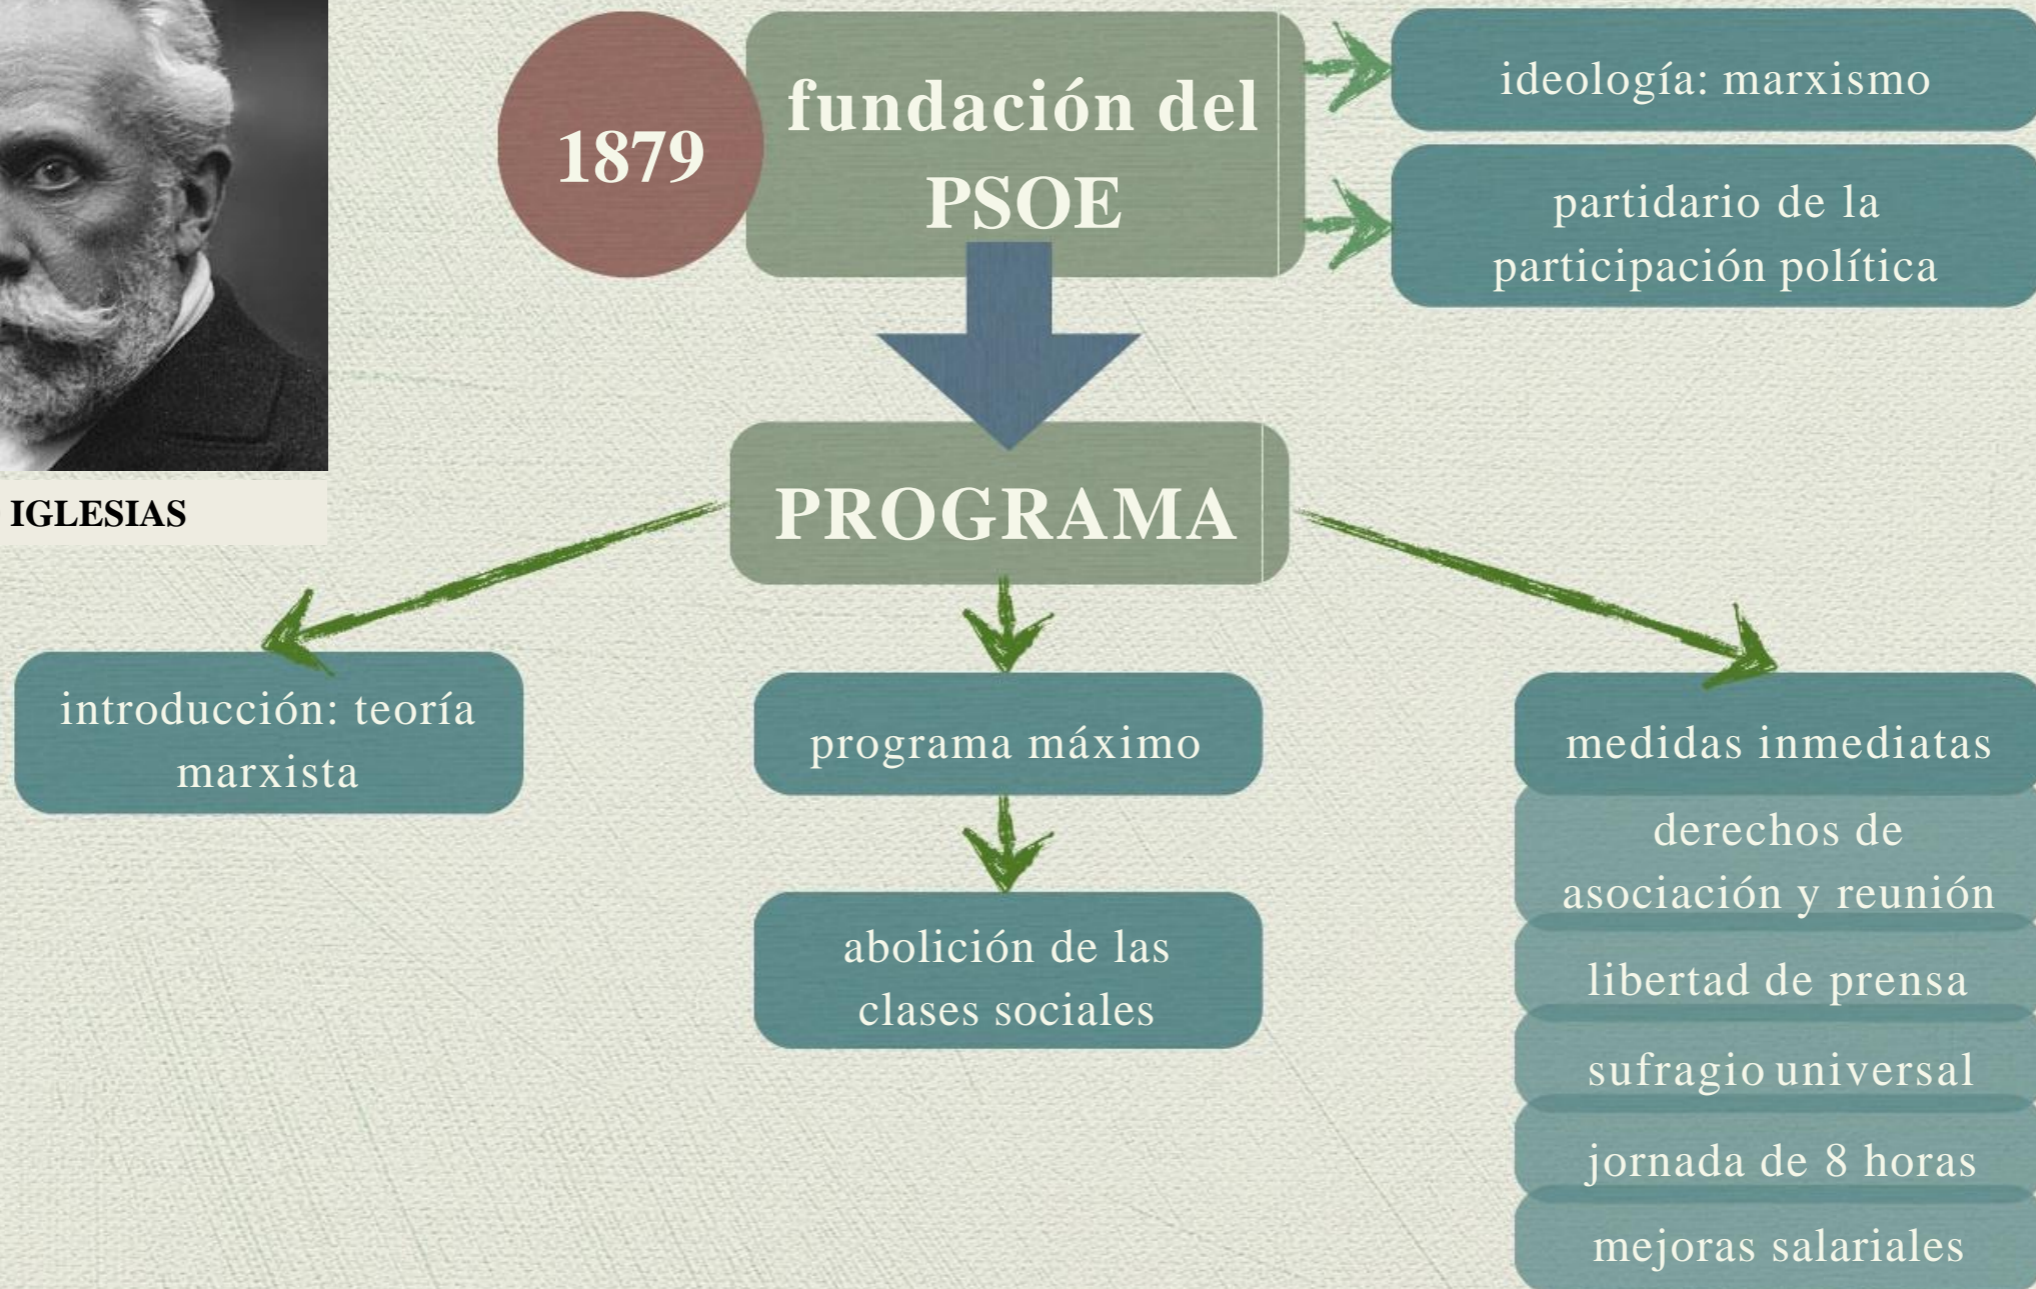 1879
fundación del
PSOE
ideología: marxismo
partidario de la
participación política
IGLESIAS
PROGRAMA
introducción: teoría
marxista
programa máximo
abolición de las
clases sociales
medidas inmediatas
derechos de
asociación y reunión
libertad de prensa
sufragio universal
jornada de 8 horas
mejoras salariales